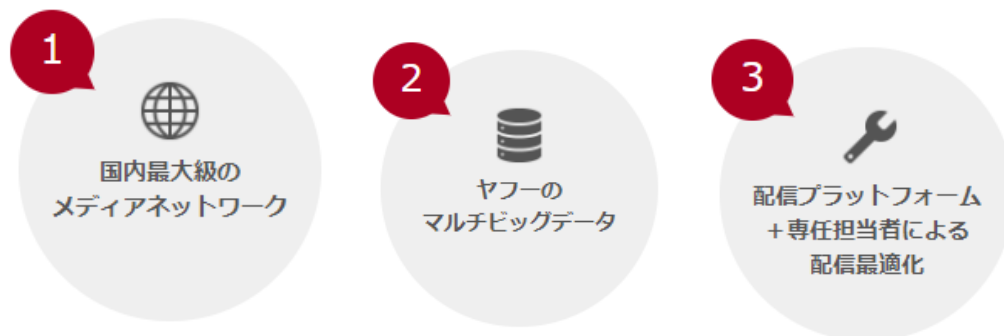 1
国内最大級の
メディアネットワーク
2
ヤフーの
マルチビッグデータ
3
配信プラットフォーム
＋専任担当者による
配信最適化